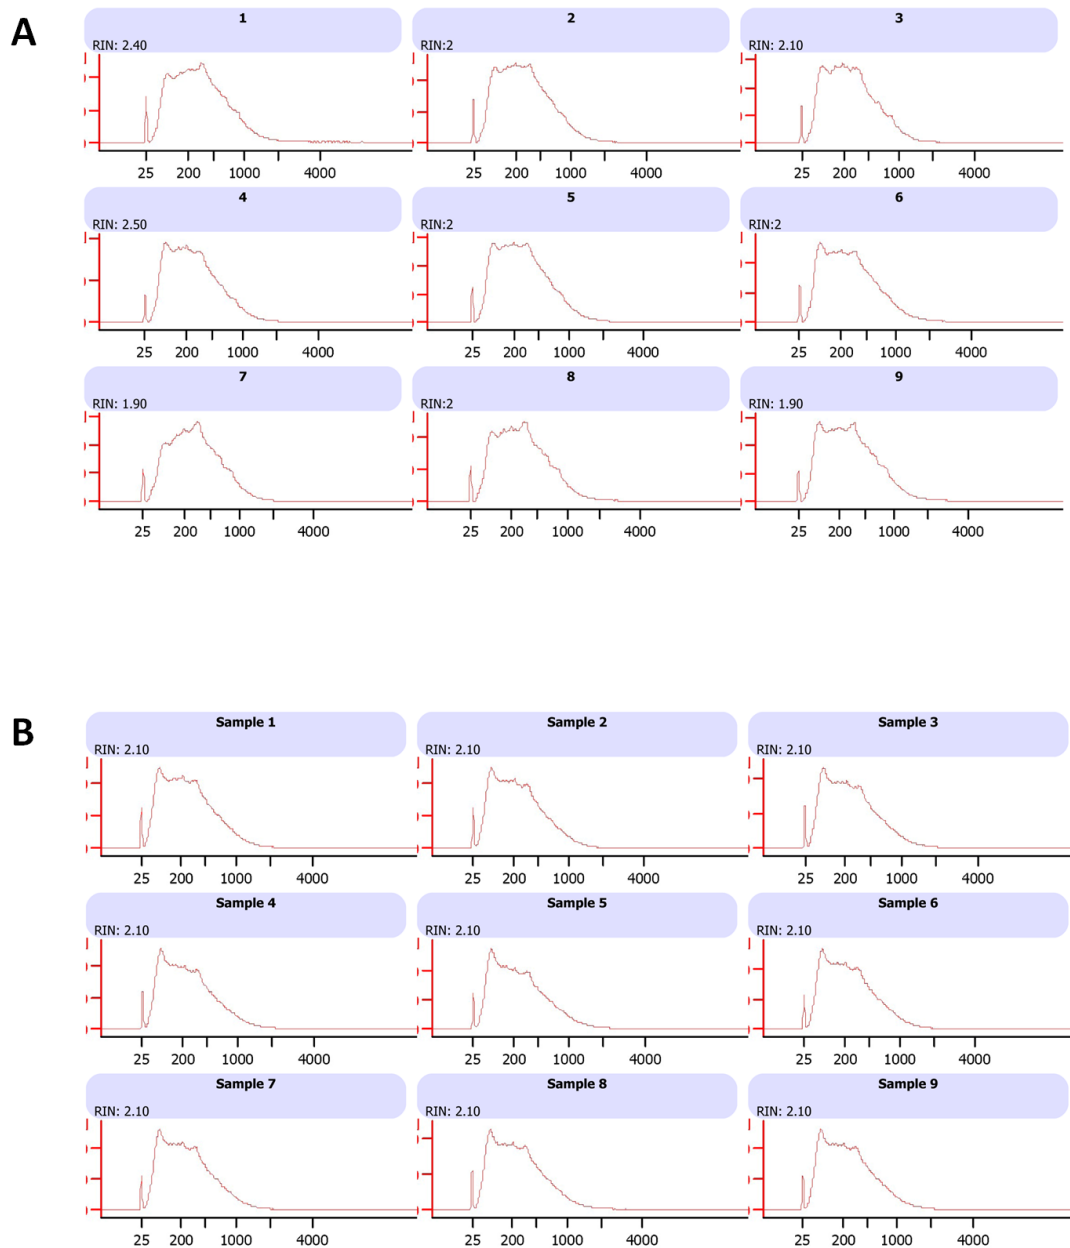 A
1 2 3
RIN: 2.40 RIN:2 RIN: 2.10
25 200 1000 4000 25 200 1000 4000 25 200 1000 4000
4 5 6
RIN: 2.50 RIN:2 RIN:2
25 200 1000 4000 25 200 1000 4000 25 200 1000 4000
7 8 9
RIN: 1.90 RIN:2 RIN: 1.90
25 200 1000 4000 25 200 1000 4000 25 200 1000 4000
B
Sample 1 Sample 2 Sample 3
RIN: 2.10 RIN: 2.10 RIN: 2.10
25 200 1000 4000 25 200 1000 4000 25 200 1000 4000
Sample 4 Sample 5 Sample 6
RIN: 2.10 RIN: 2.10 RIN: 2.10
25 200 1000 4000 25 200 1000 4000 25 200 1000 4000
Sample 7 Sample 8 Sample 9
RIN: 2.10 RIN: 2.10 RIN: 2.10
25 200 1000 4000 25 200 1000 4000 25 200 1000 4000